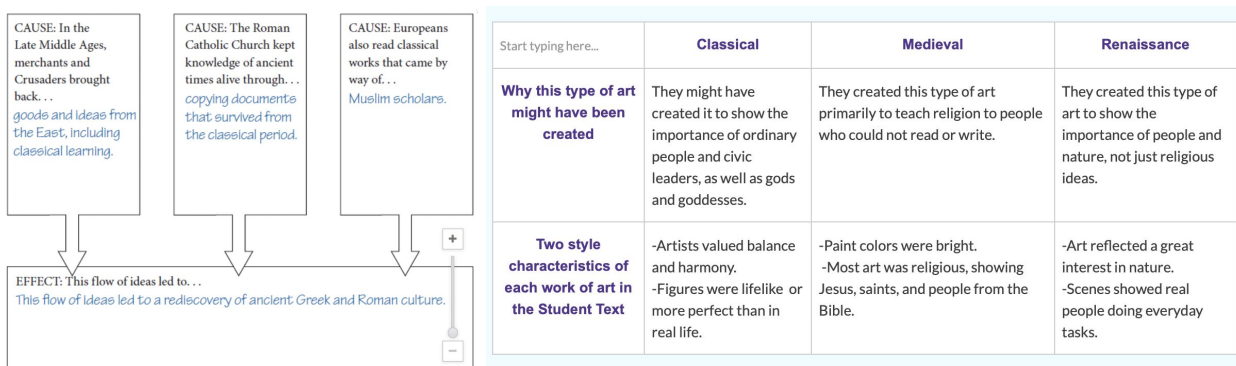 CAUSE: In the
Late Middle Ages,
merchants and
Crusaders brought
back. . .
goods and ideas from
the East, including
classical learning.
CAUSE: The Roman
Catholic Church kept
knowledge of ancient
times alive through. . .
copying documents
that survived from
the classical period.
CAUSE: Europeans
also read classical
works that came by
way of. . .
Muslim scholars.
EFFECT: This flow of ideas led to. . .
This flow of ideas led to a rediscovery of ancient Greek and Roman culture.
+
−
Start typing here...
Classical
Medieval
Renaissance
Why this type of art
might have been
created
They might have
created it to show the
importance of ordinary
people and civic
leaders, as well as gods
and goddesses.
They created this type of art
primarily to teach religion to people
who could not read or write.
They created this type of
art to show the
importance of people and
nature, not just religious
ideas.
Two style
characteristics of
each work of art in
the Student Text
-Artists valued balance
and harmony.
-Figures were lifelike or
more perfect than in
real life.
-Paint colors were bright.
-Most art was religious, showing
Jesus, saints, and people from the
Bible.
-Art reflected a great
interest in nature.
-Scenes showed real
people doing everyday
tasks.